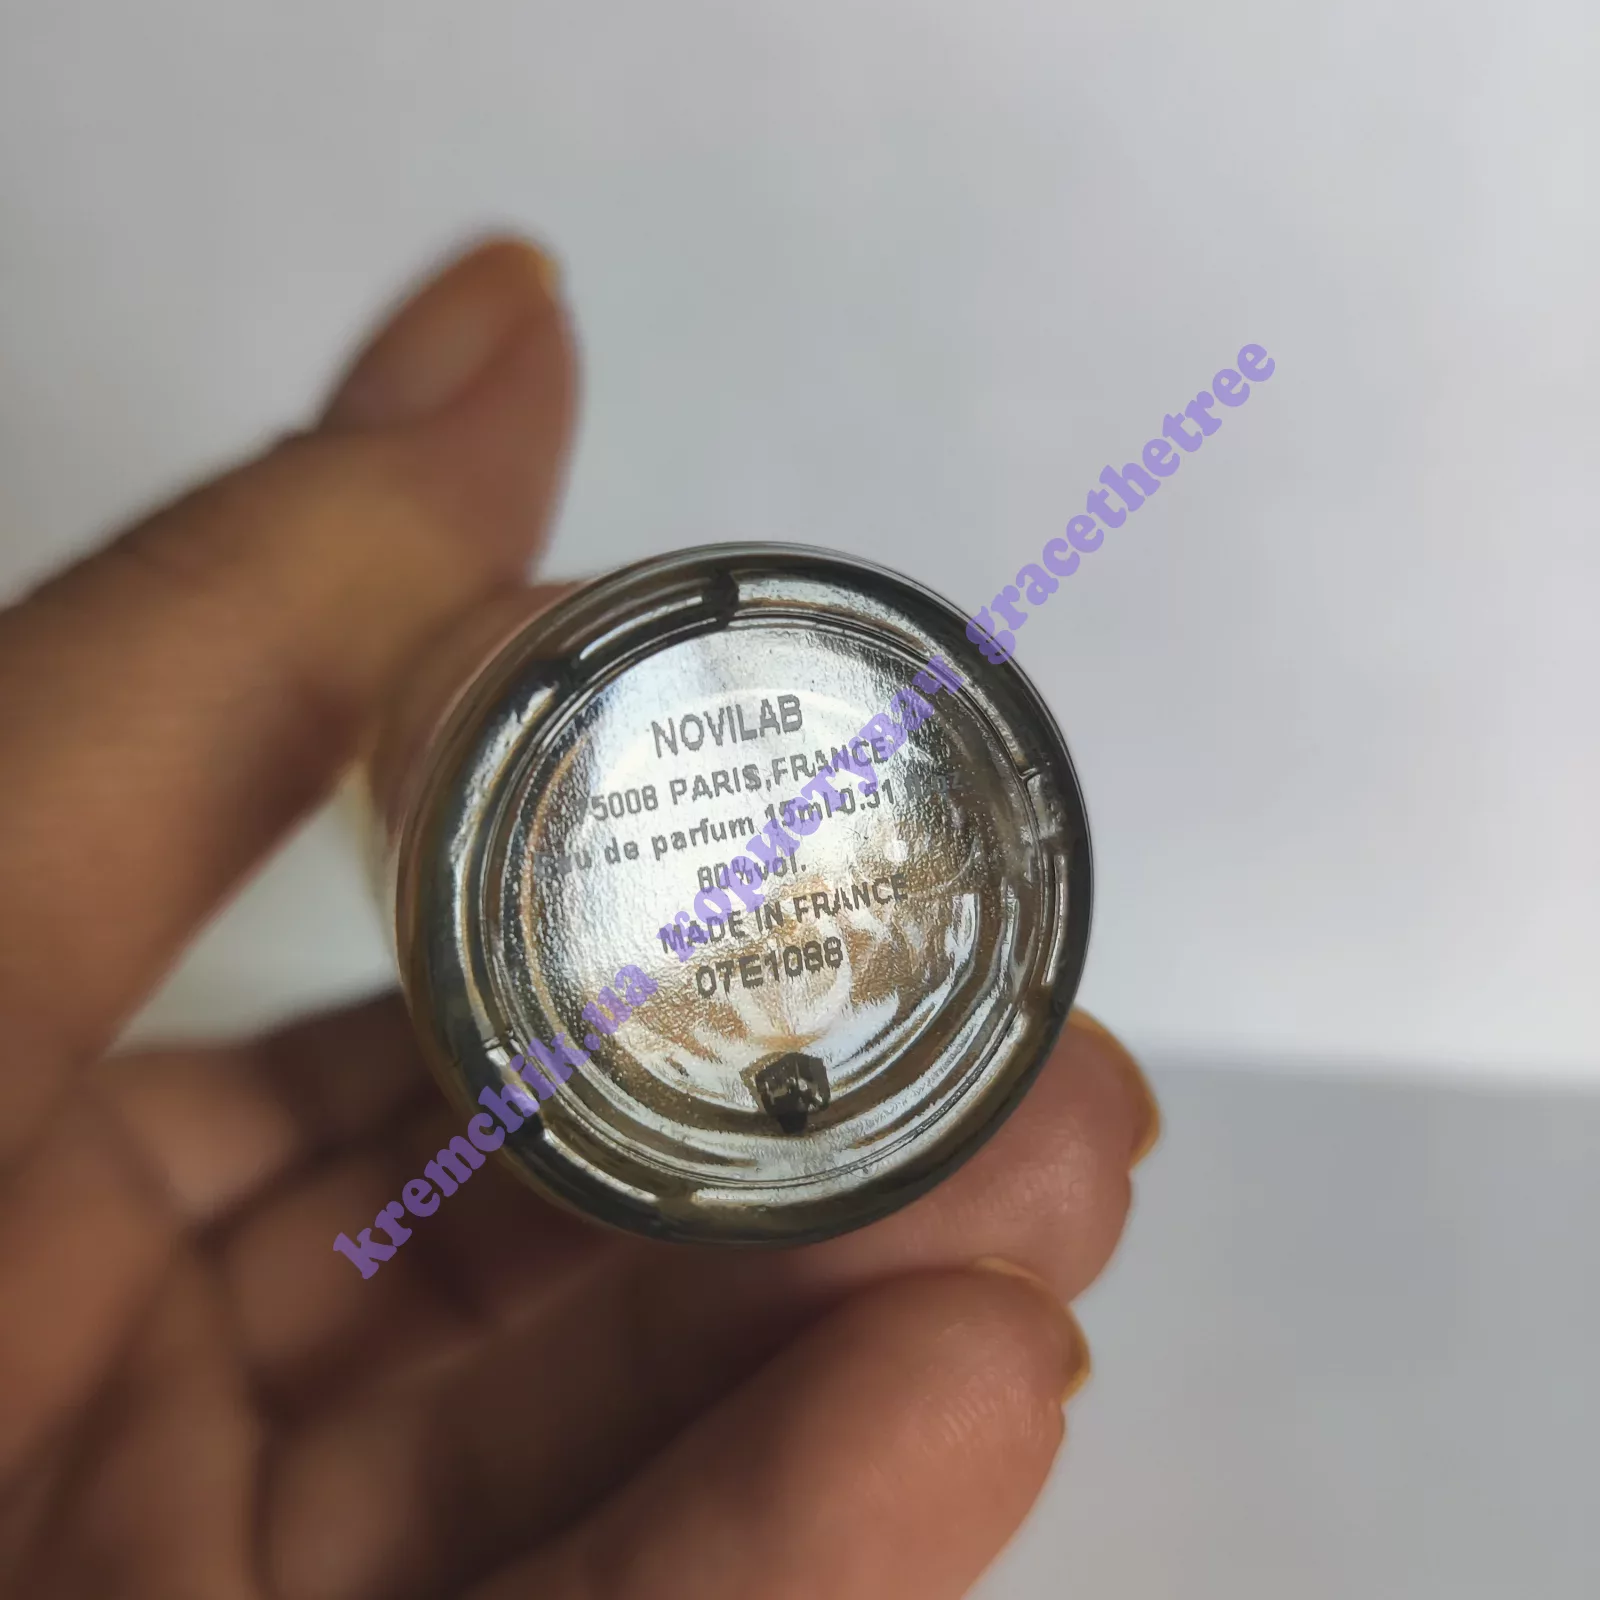 NOVILAB
75008 PARIS, FRANCE
Eau de parfum 15ml-0.51
80%vol.
MADE IN FRANCE
07E1088
kremchik.ua користувач gracethetree